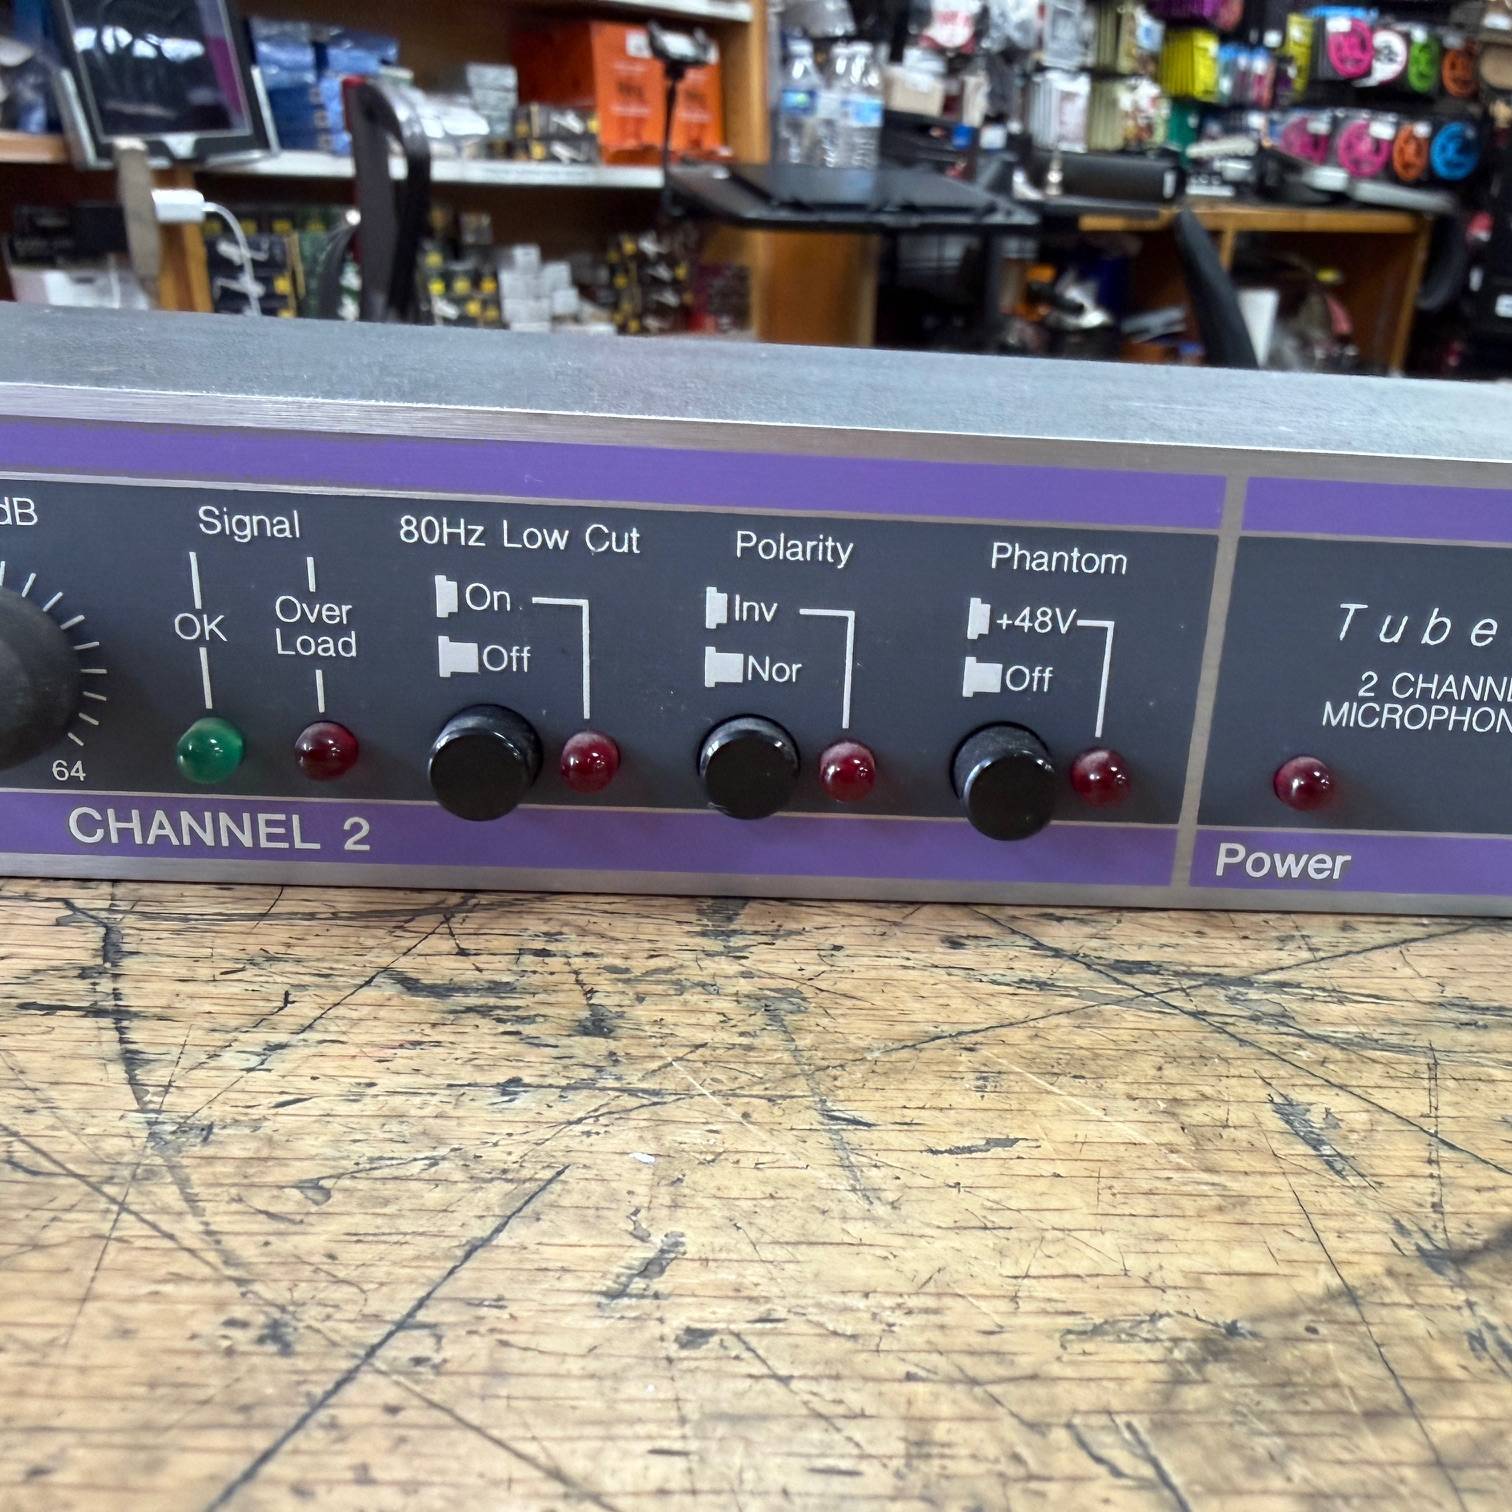 dB
Signal
OK
Over
Load
64
80Hz Low Cut
On
Off
Polarity
Inv
Nor
Phantom
+48V
Off
Tube
2 CHANNE
MICROPHON
CHANNEL 2
Power